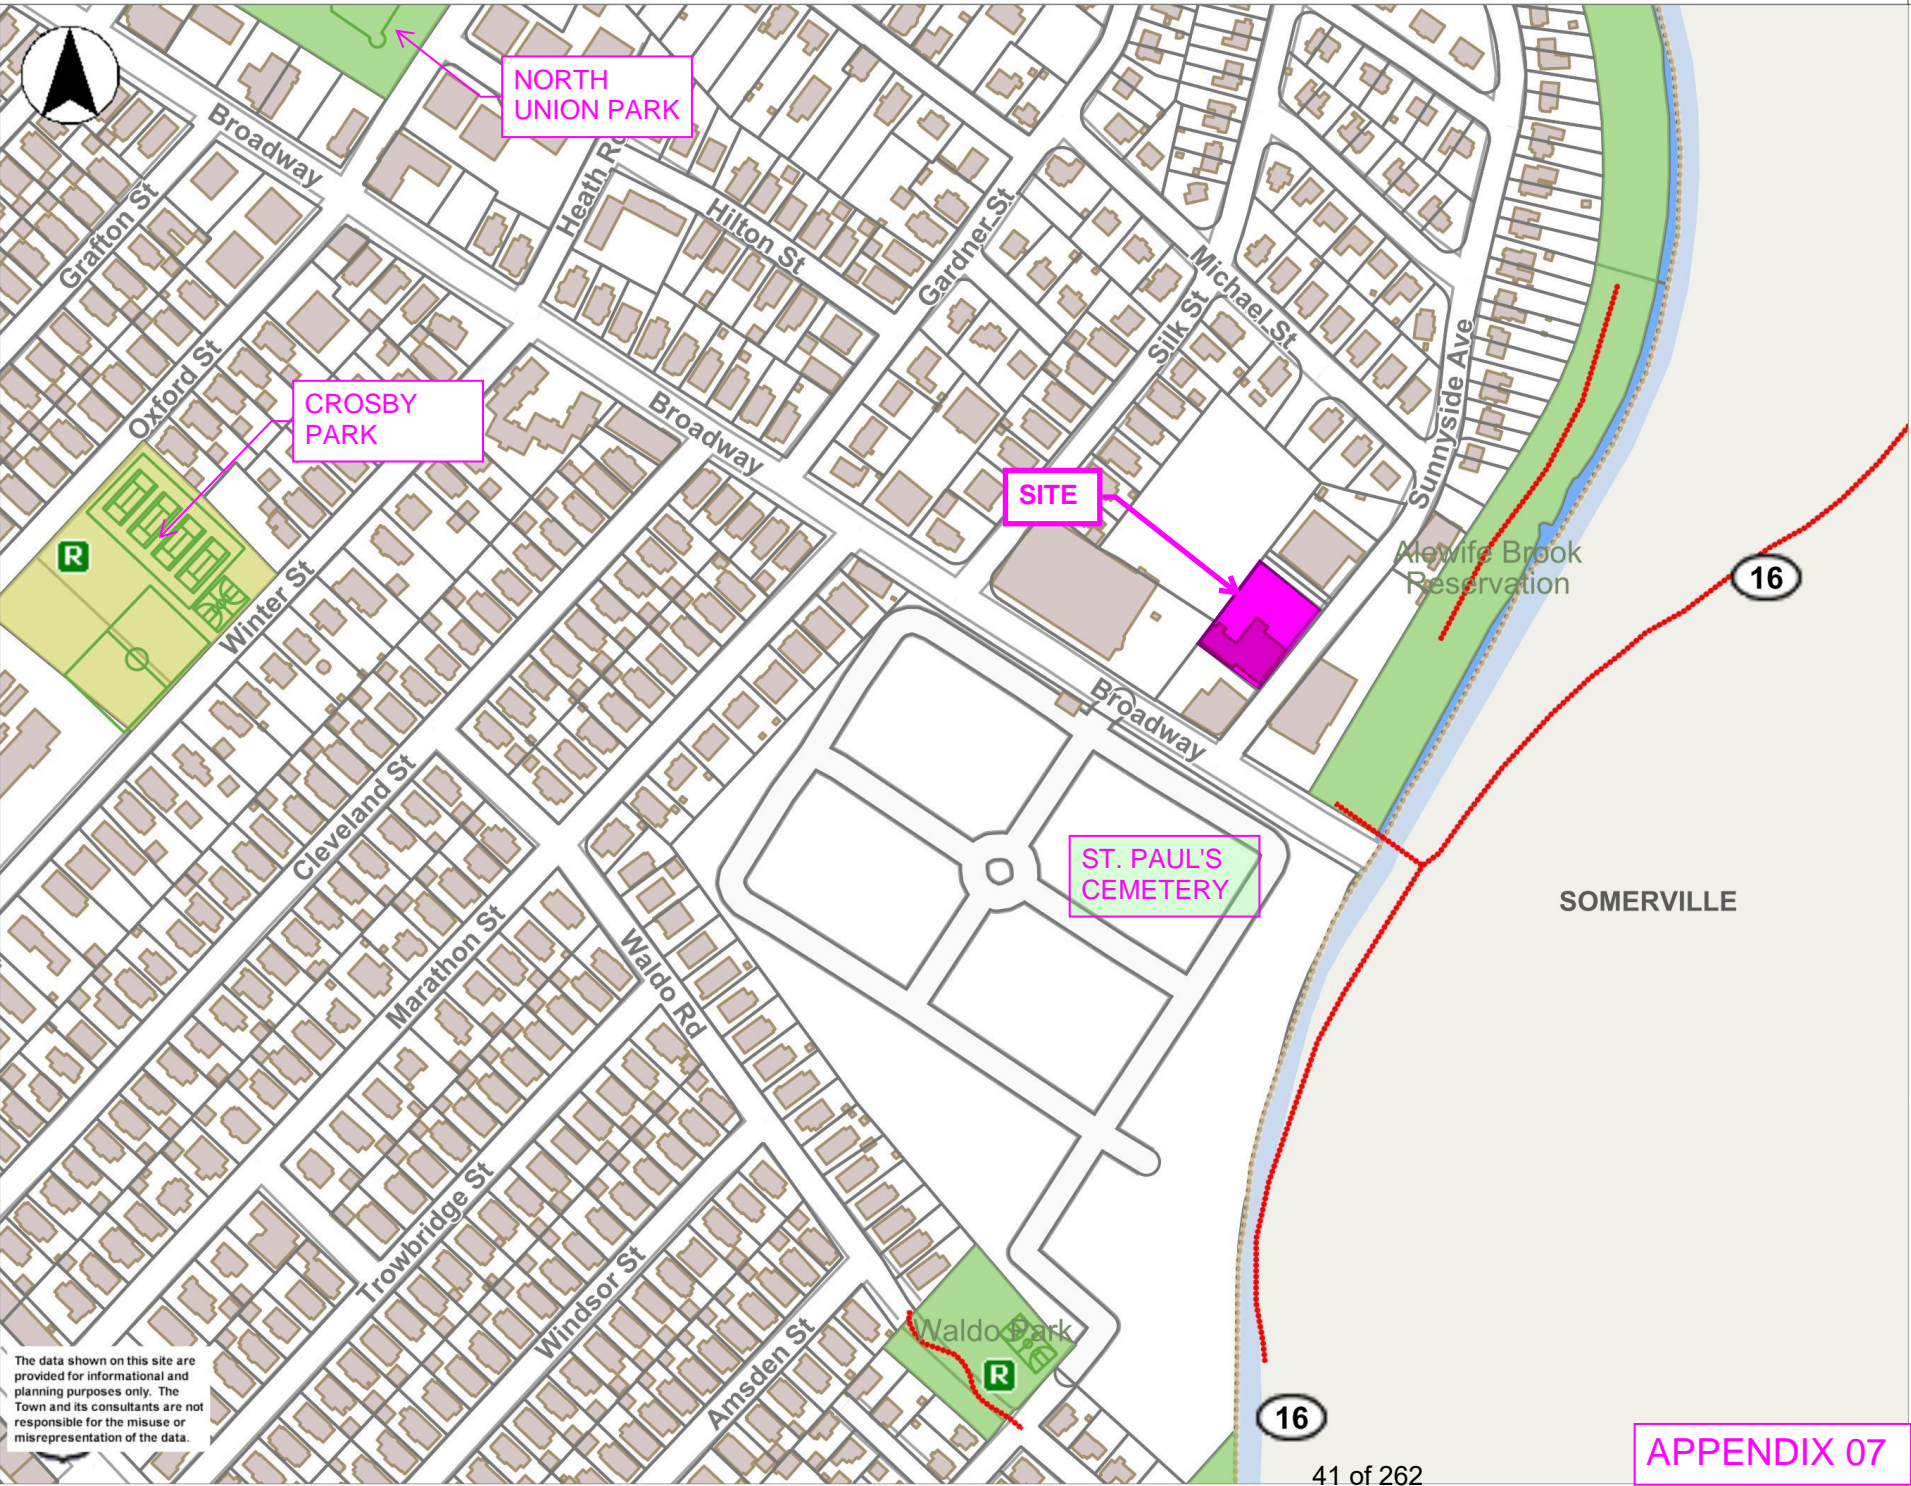 NORTH
UNION PARK
Broadway
Heath Rd
Grafton St
Hilton St
Gardner St
Michael St
Silk St
Oxford St
CROSBY
PARK
Broadway
Sunnyside Ave
SITE
R
Alewife Brook
Reservation
16
Winter St
Broadway
Cleveland St
ST. PAUL'S
CEMETERY
SOMERVILLE
Marathon St
Waldo Rd
Trowbridge St
Windsor St
Amsden St
Waldo Park
R
The data shown on this site are
provided for informational and
planning purposes only. The
Town and its consultants are not
responsible for the misuse or
misrepresentation of the data.
16
APPENDIX 07
41 of 262